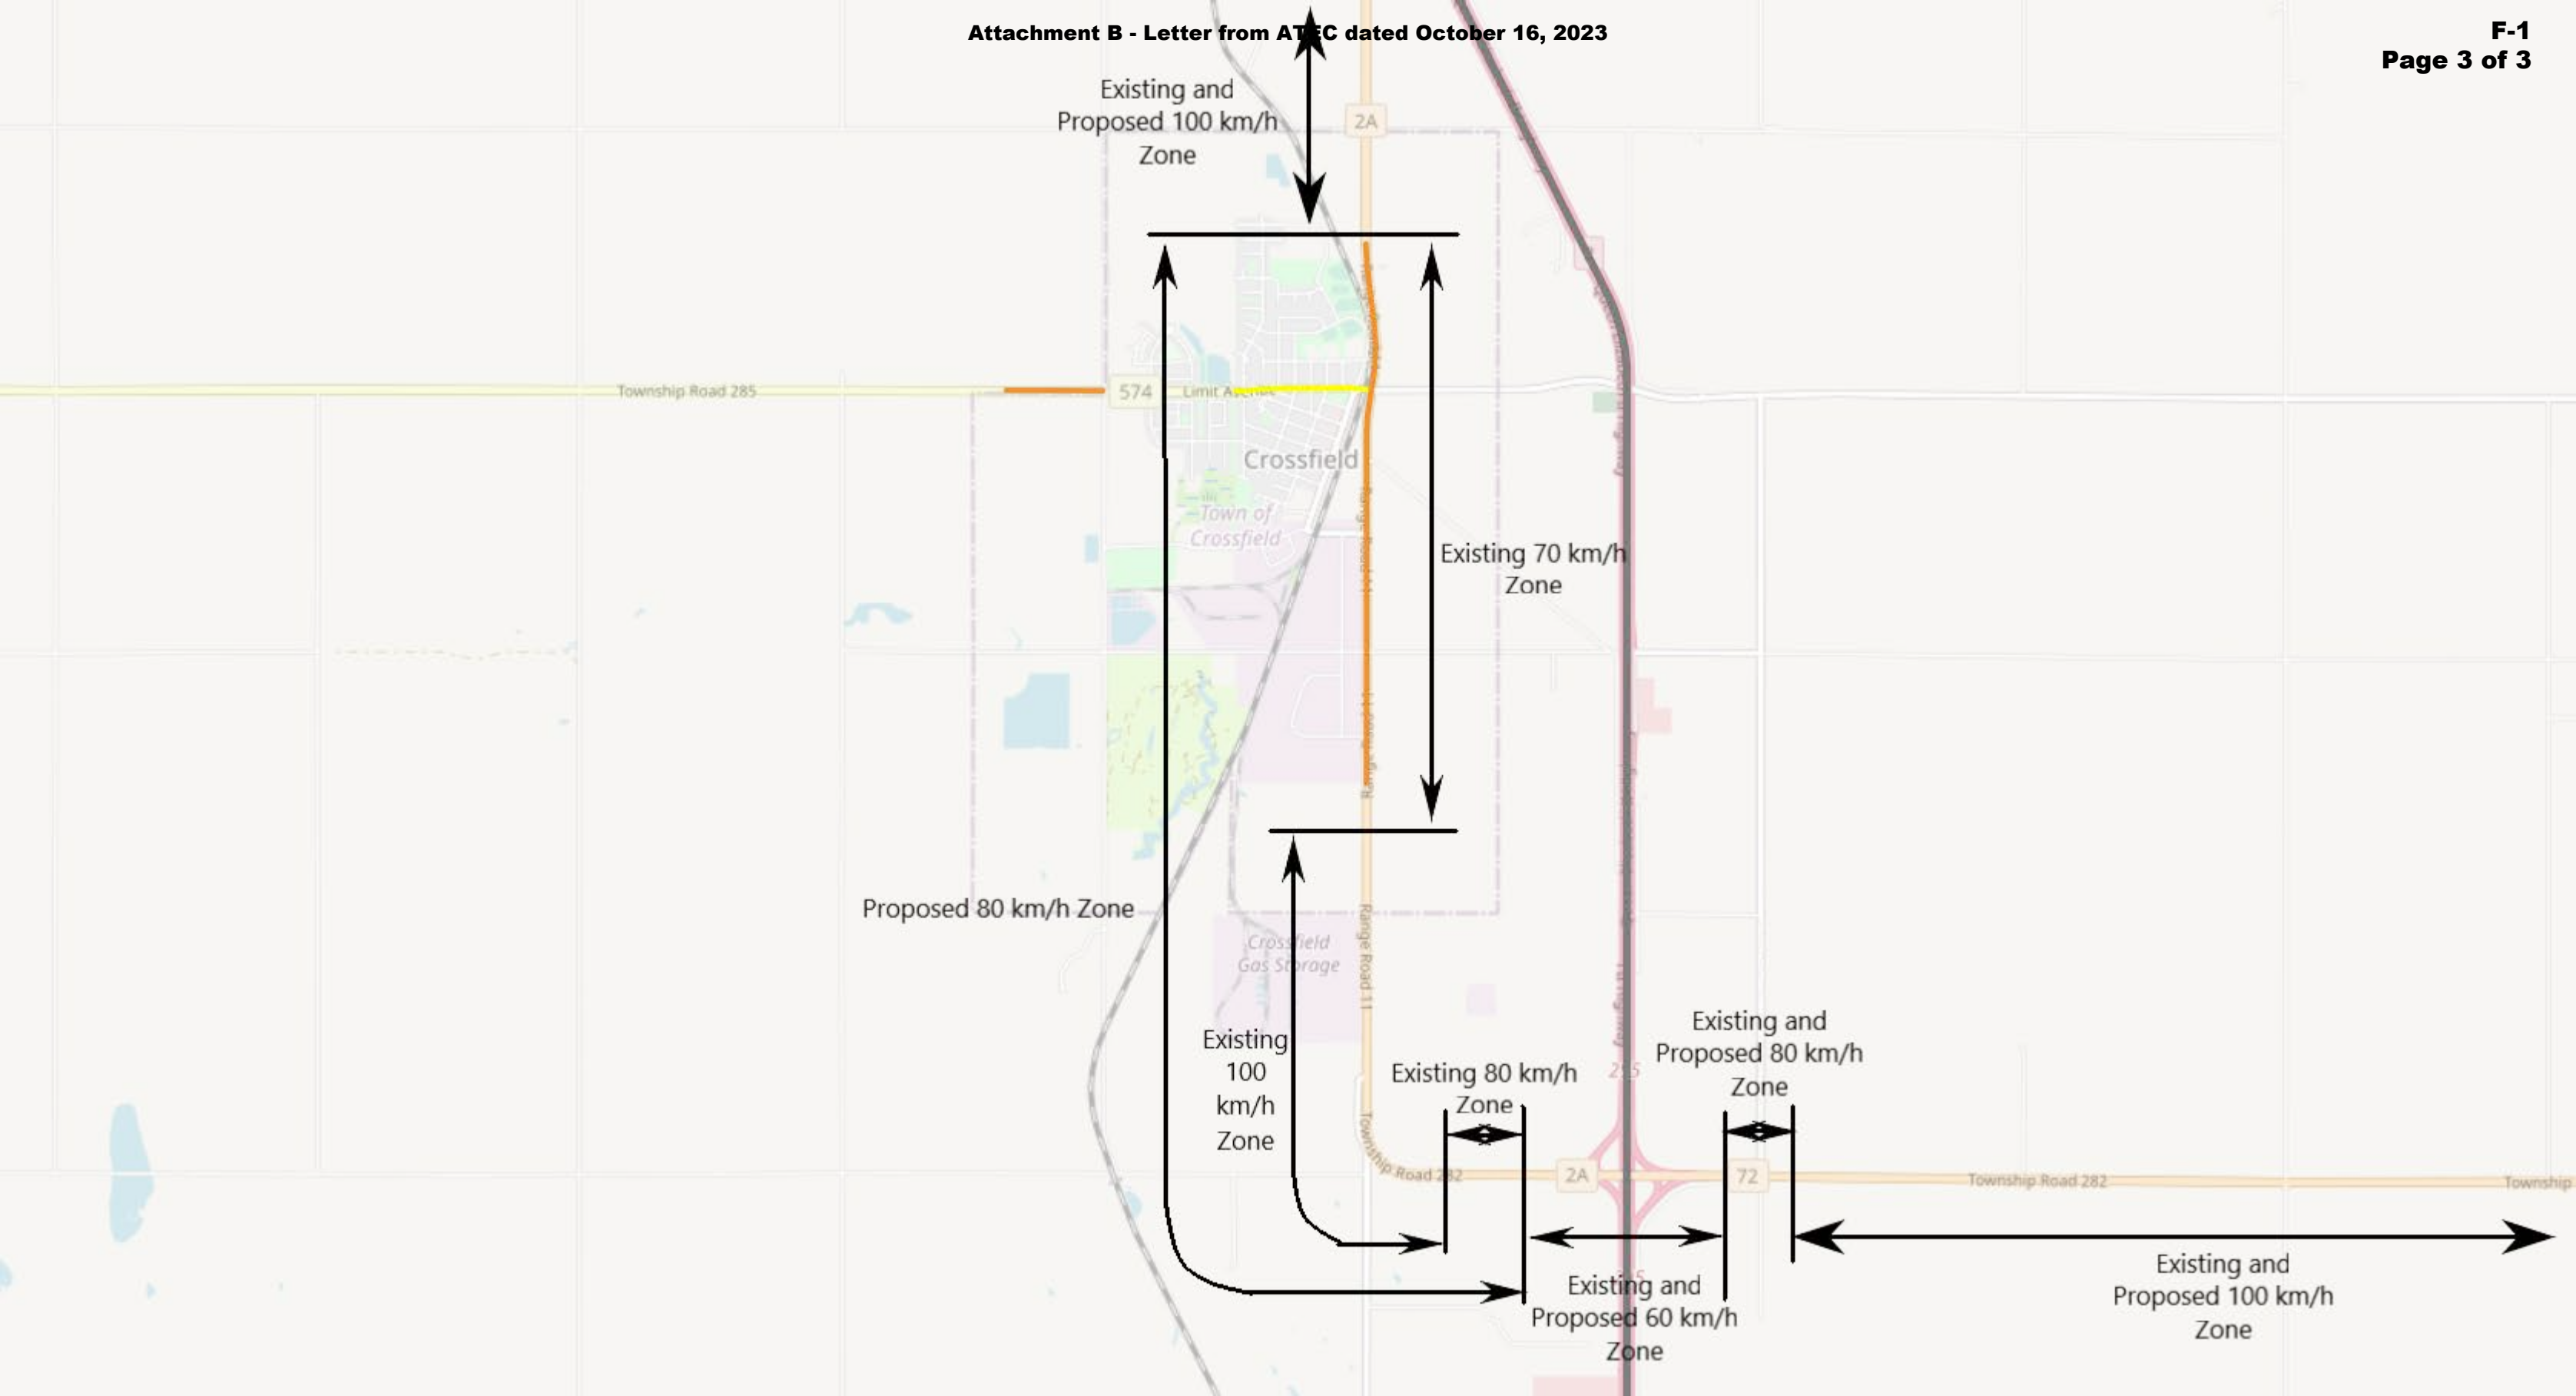 Attachment B - Letter from ATEC dated October 16, 2023
F-1
Page 3 of 3
Existing and
Proposed 100 km/h
Zone
2A
Township Road 285
574
Limit Avenue
Crossfield
Town of
Crossfield
Existing 70 km/h
Zone
Proposed 80 km/h Zone
Range Road 11
Crossfield
Gas Storage
Existing
100
km/h
Zone
Existing 80 km/h
Zone
Existing and
Proposed 80 km/h
Zone
295
Township Road 282
2A
72
Township Road 282
Township
Existing and
Proposed 60 km/h
Zone
Existing and
Proposed 100 km/h
Zone